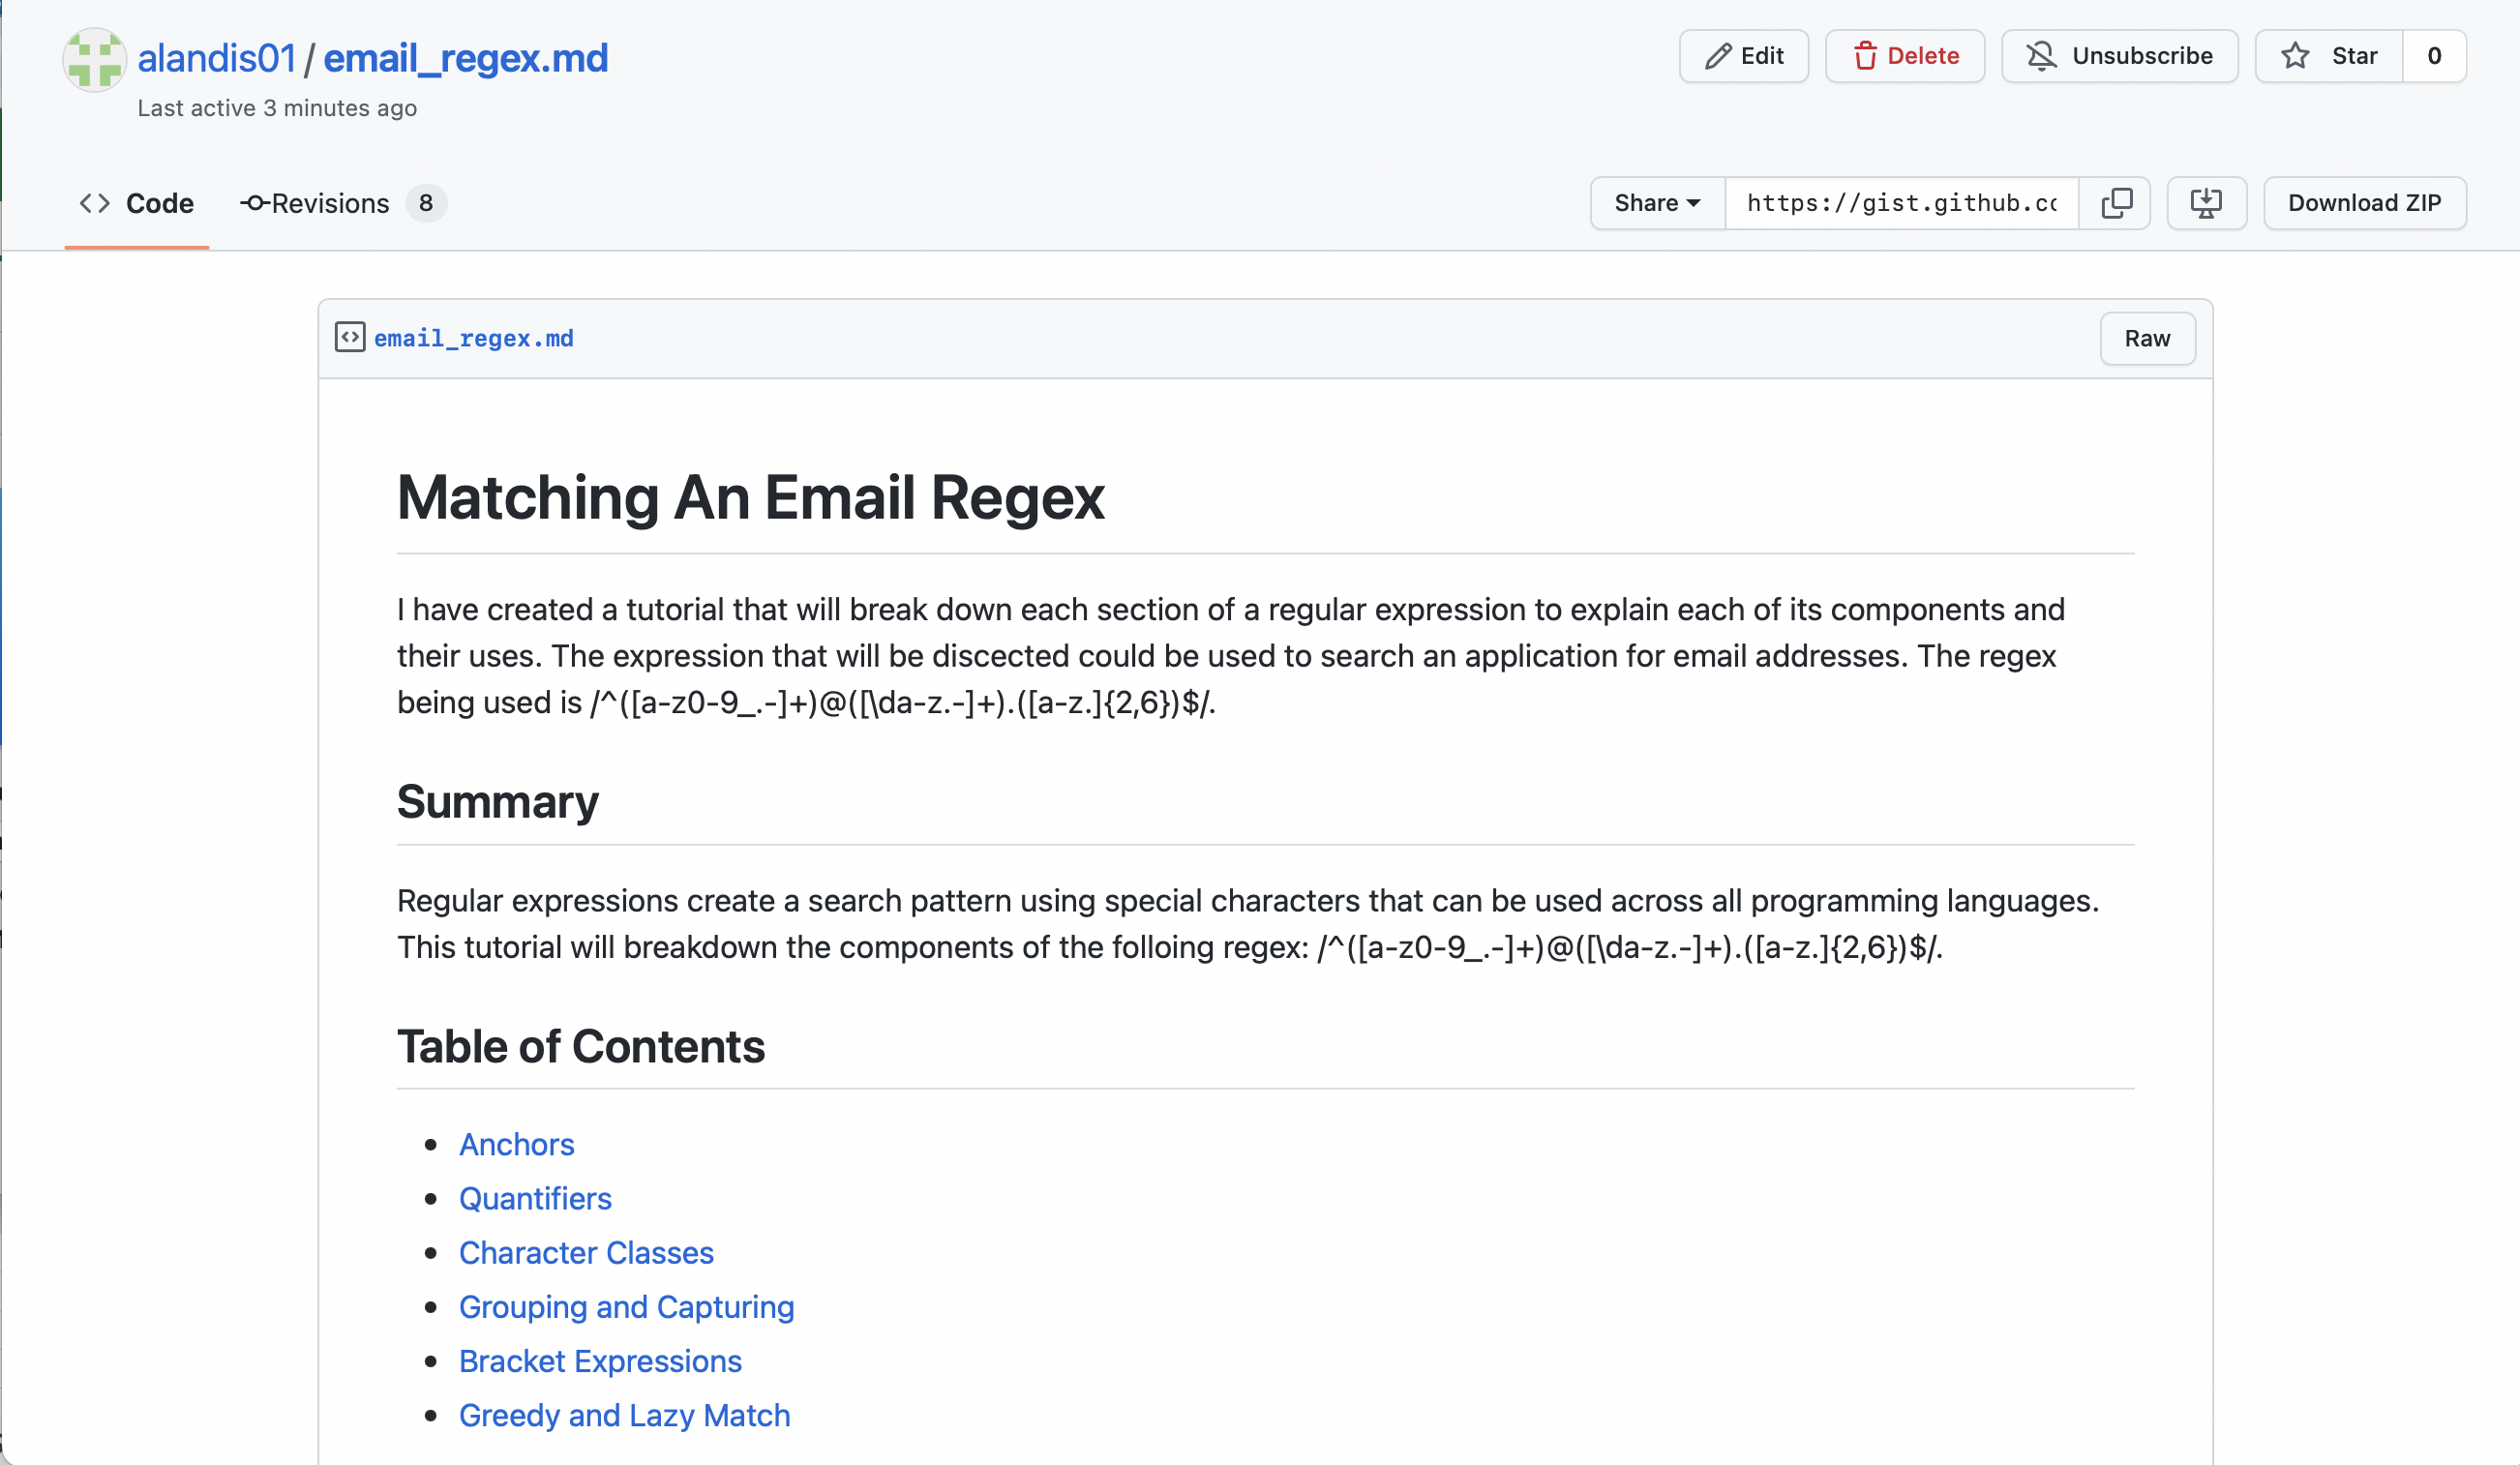 alandis01 / email_regex.md
Edit
Delete
Unsubscribe
Star
0
Last active 3 minutes ago
Code
Revisions 8
Share
https://gist.github.cc
Download ZIP
email_regex.md
Raw
Matching An Email Regex
I have created a tutorial that will break down each section of a regular expression to explain each of its components and
their uses. The expression that will be discected could be used to search an application for email addresses. The regex
being used is /^([a-z0-9_.-]+)@([\da-z.-]+).([a-z.]{2,6})$/.
Summary
Regular expressions create a search pattern using special characters that can be used across all programming languages.
This tutorial will breakdown the components of the folloing regex: /^([a-z0-9_.-]+)@([\da-z.-]+).([a-z.]{2,6})$/.
Table of Contents
Anchors
Quantifiers
Character Classes
Grouping and Capturing
Bracket Expressions
Greedy and Lazy Match